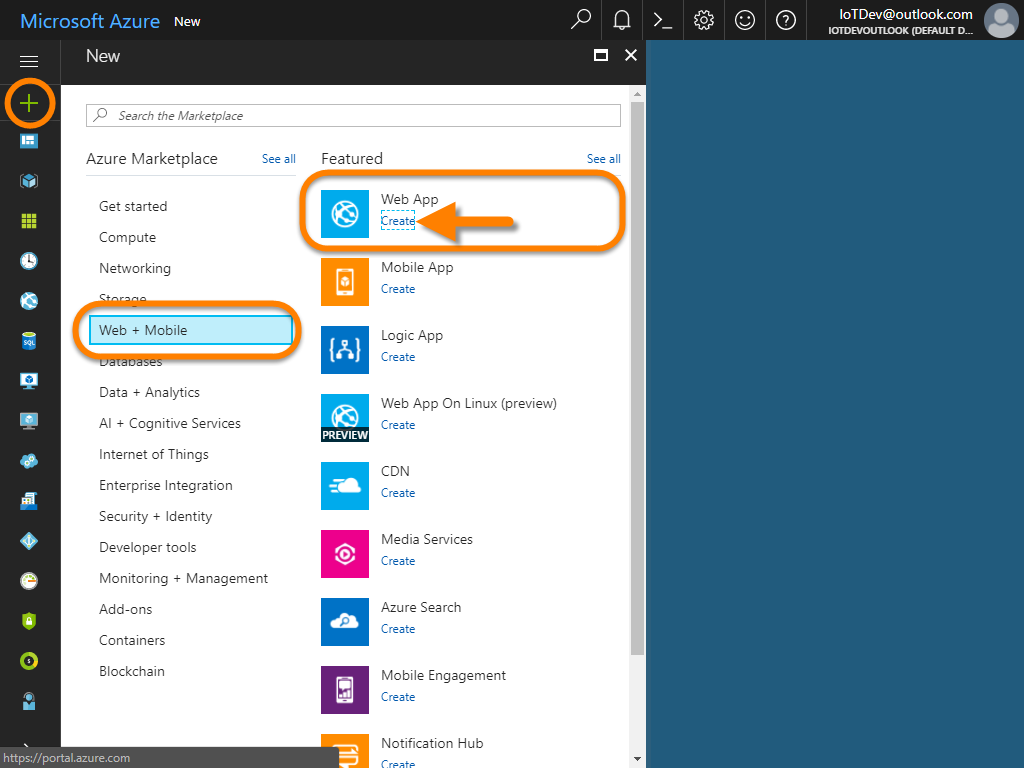 Microsoft Azure New
IoTDev@outlook.com
IOTDEVOUTLOOK (DEFAULT D...
New
Search the Marketplace
Azure Marketplace
See all
Get started
Compute
Networking
Storage
Web + Mobile
Databases
Data + Analytics
AI + Cognitive Services
Internet of Things
Enterprise Integration
Security + Identity
Developer tools
Monitoring + Management
Add-ons
Containers
Blockchain
Featured
See all
Web App
Create
Mobile App
Create
Logic App
Create
Web App On Linux (preview)
Create
PREVIEW
CDN
Create
Media Services
Create
Azure Search
Create
Mobile Engagement
Create
Notification Hub
Create
SQL
https://portal.azure.com